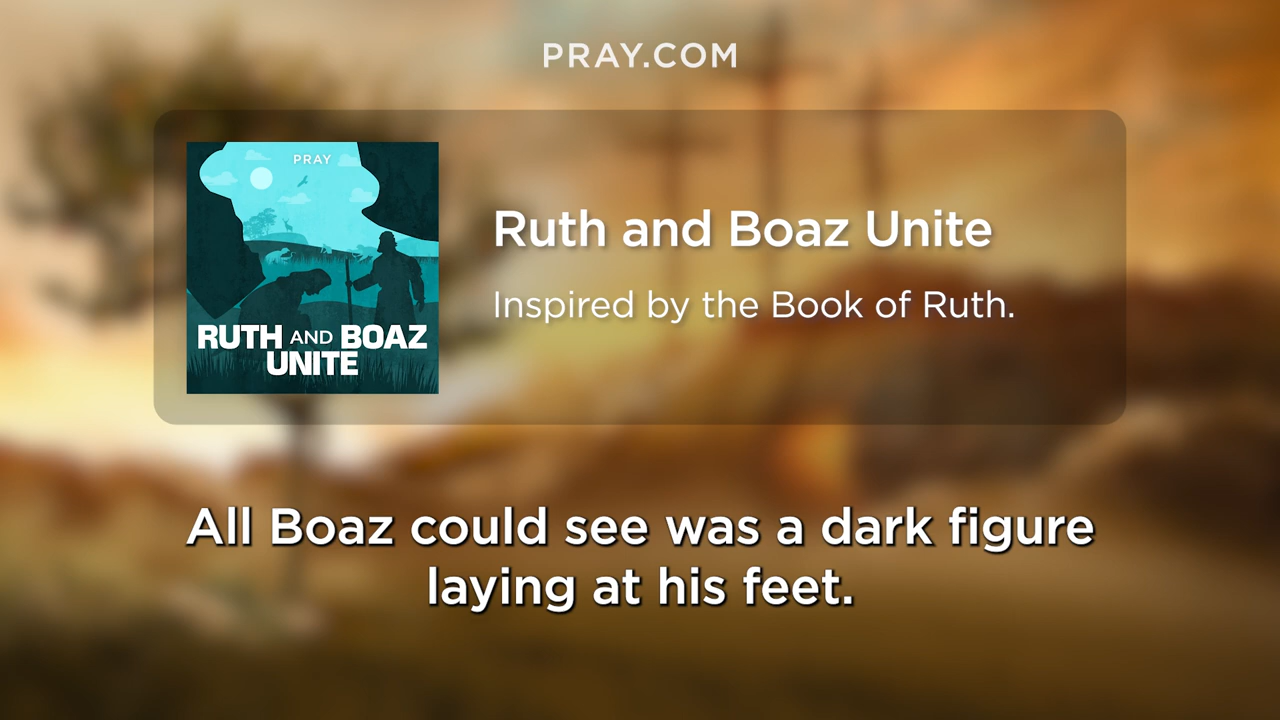 PRAY.COM
PRAY
RUTH AND BOAZ
UNITE
Ruth and Boaz Unite
Inspired by the Book of Ruth.
All Boaz could see was a dark figure
laying at his feet.